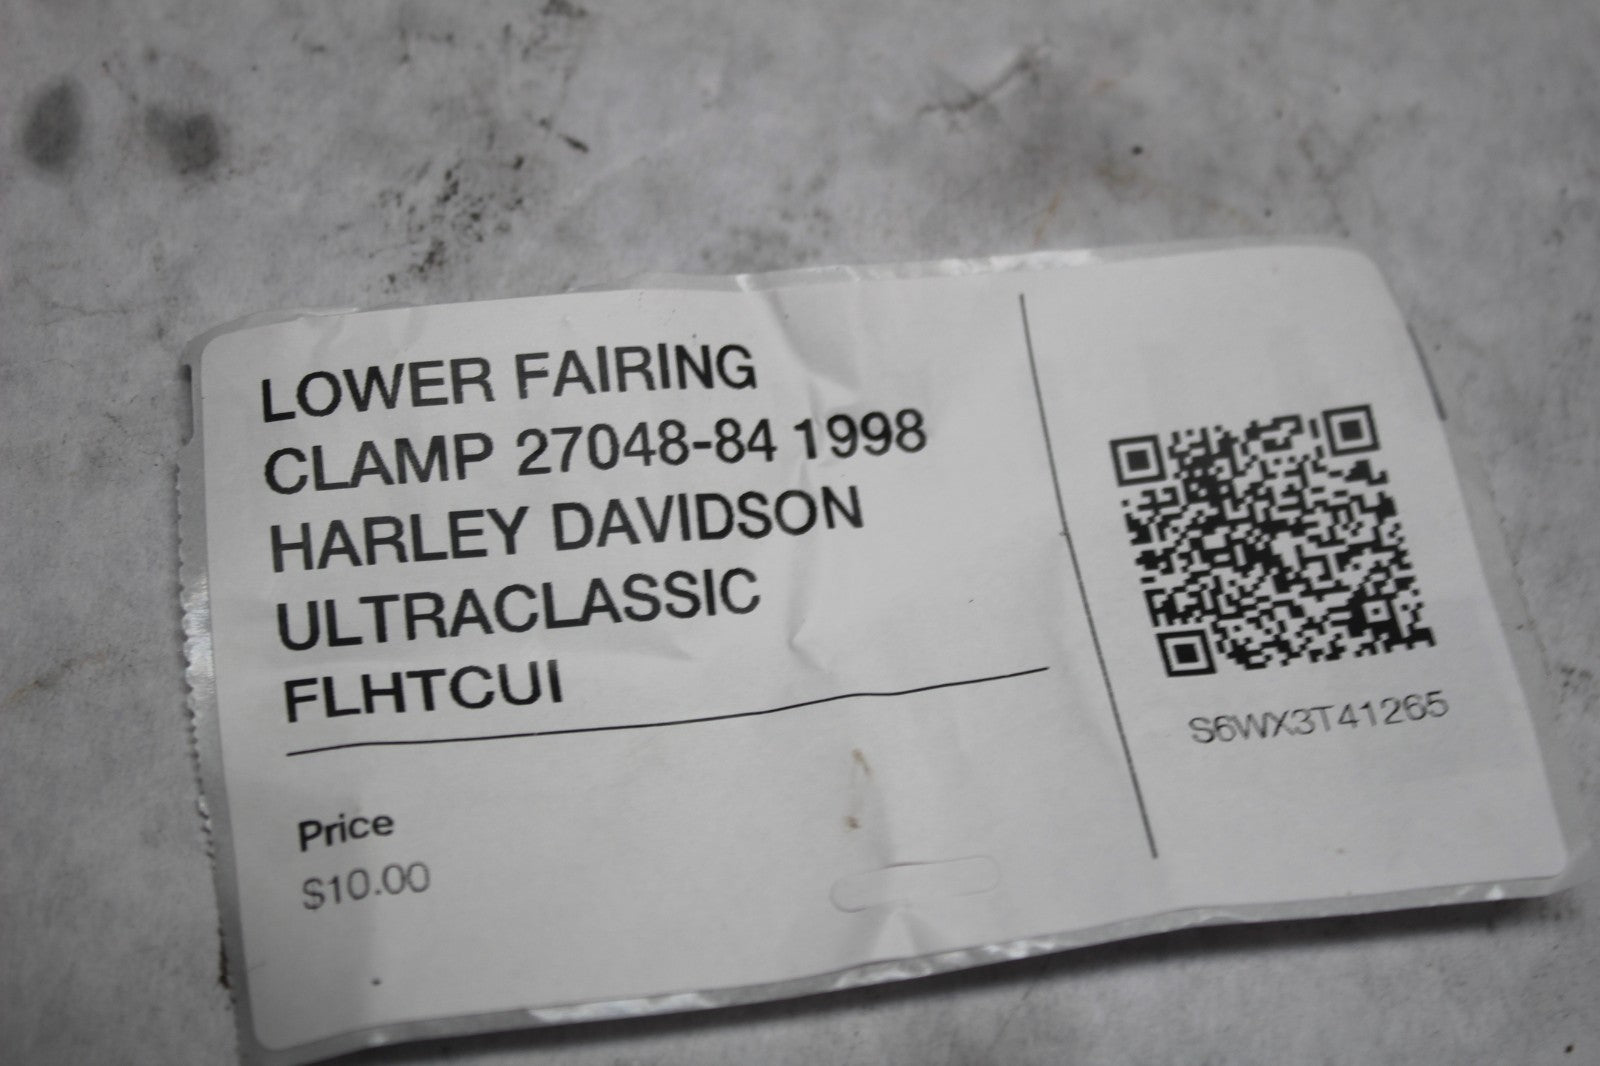 LOWER FAIRING
CLAMP 27048-84 1998
HARLEY DAVIDSON
ULTRACLASSIC
FLHTCUI
Price
$10.00
S6WX3T41265